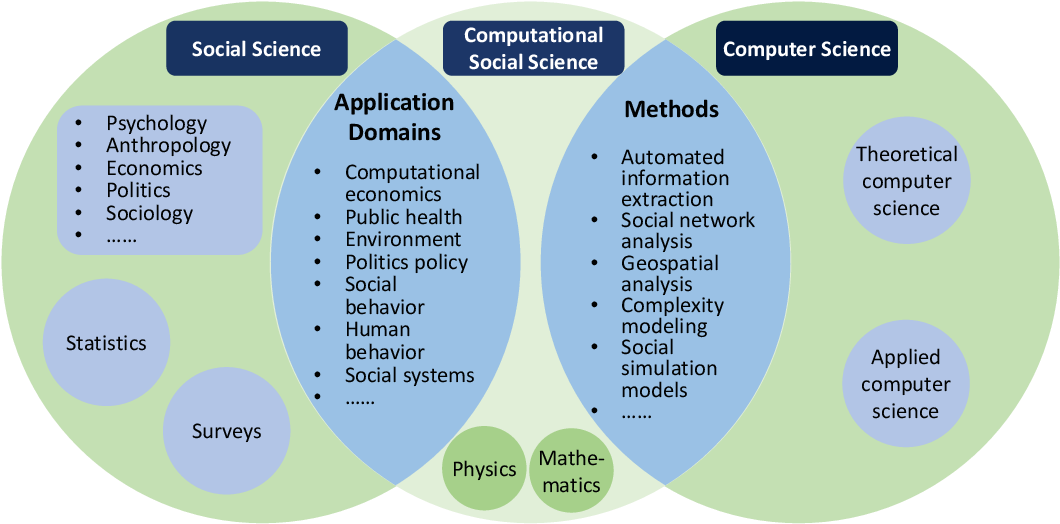 Social Science
Computational
Social Science
Computer Science
• Psychology
• Anthropology
• Economics
• Politics
• Sociology
• ......
Statistics
Surveys
Application
Domains
• Computational
economics
• Public health
• Environment
• Politics policy
• Social
behavior
• Human
behavior
• Social systems
• ......
Physics
Mathe-
matics
Methods
• Automated
information
extraction
• Social network
analysis
• Geospatial
analysis
• Complexity
modeling
• Social
simulation
models
• ......
Theoretical
computer
science
Applied
computer
science